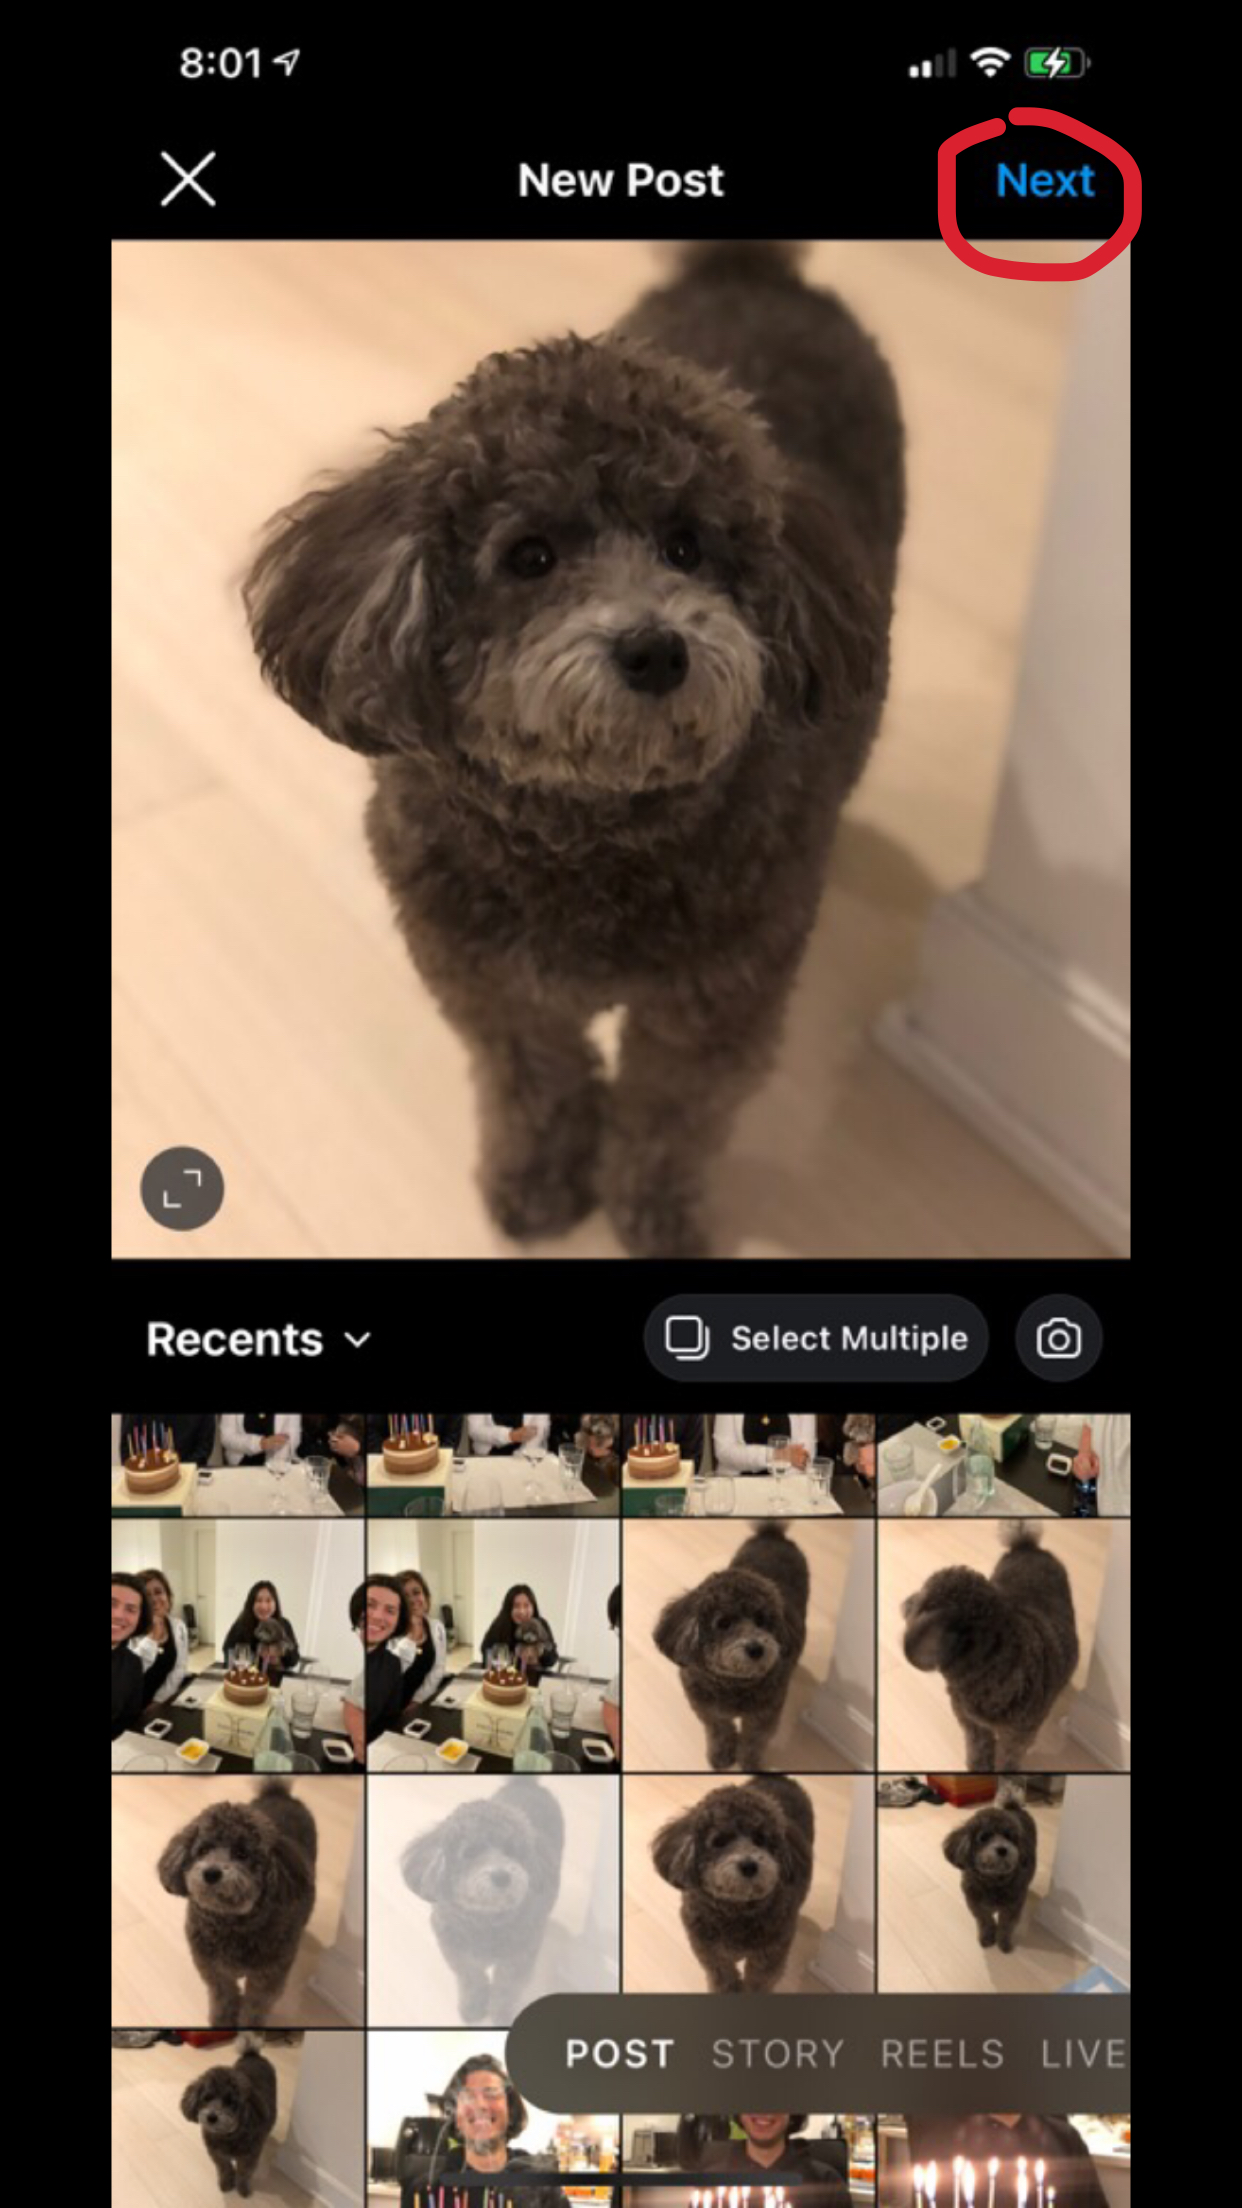 8:01
New Post
Next
Recents
Select Multiple
POST STORY REELS LIVE